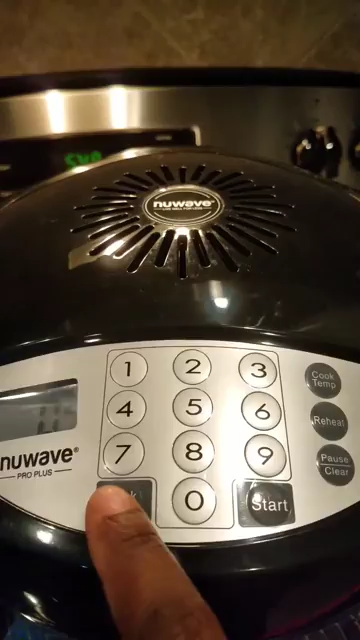 nuwave®
1 2 3
Cook
Temp
4 5 6
Reheat
7 8 9
Pause
Clear
nuwave®
PRO PLUS
0
Start